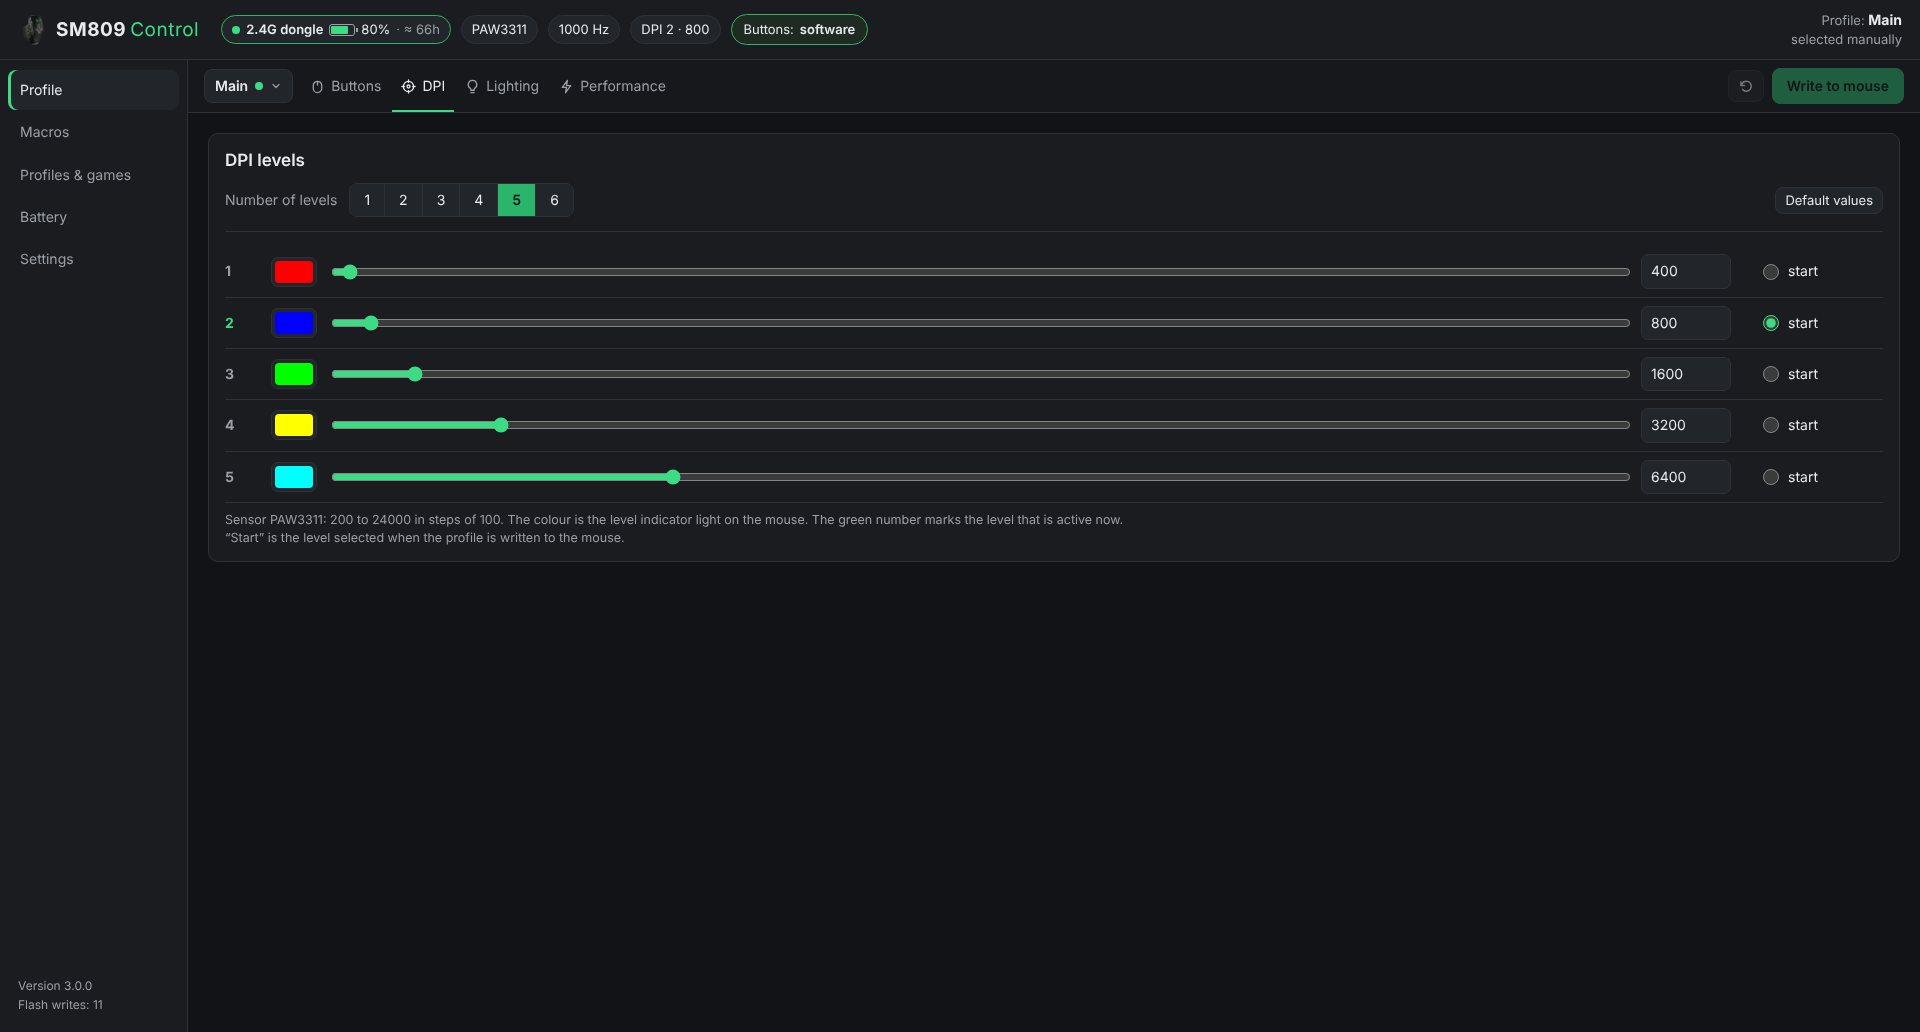 SM809 Control
2.4G dongle 80% · ≈ 66h
PAW3311
1000 Hz
DPI 2 · 800
Buttons: software
Profile: Main
selected manually
Profile
Macros
Profiles & games
Battery
Settings
Main
Buttons
DPI
Lighting
Performance
Write to mouse
DPI levels
Number of levels 1 2 3 4 5 6
Default values
1 400 start
2 800 start
3 1600 start
4 3200 start
5 6400 start
Sensor PAW3311: 200 to 24000 in steps of 100. The colour is the level indicator light on the mouse. The green number marks the level that is active now.
“Start” is the level selected when the profile is written to the mouse.
Version 3.0.0
Flash writes: 11